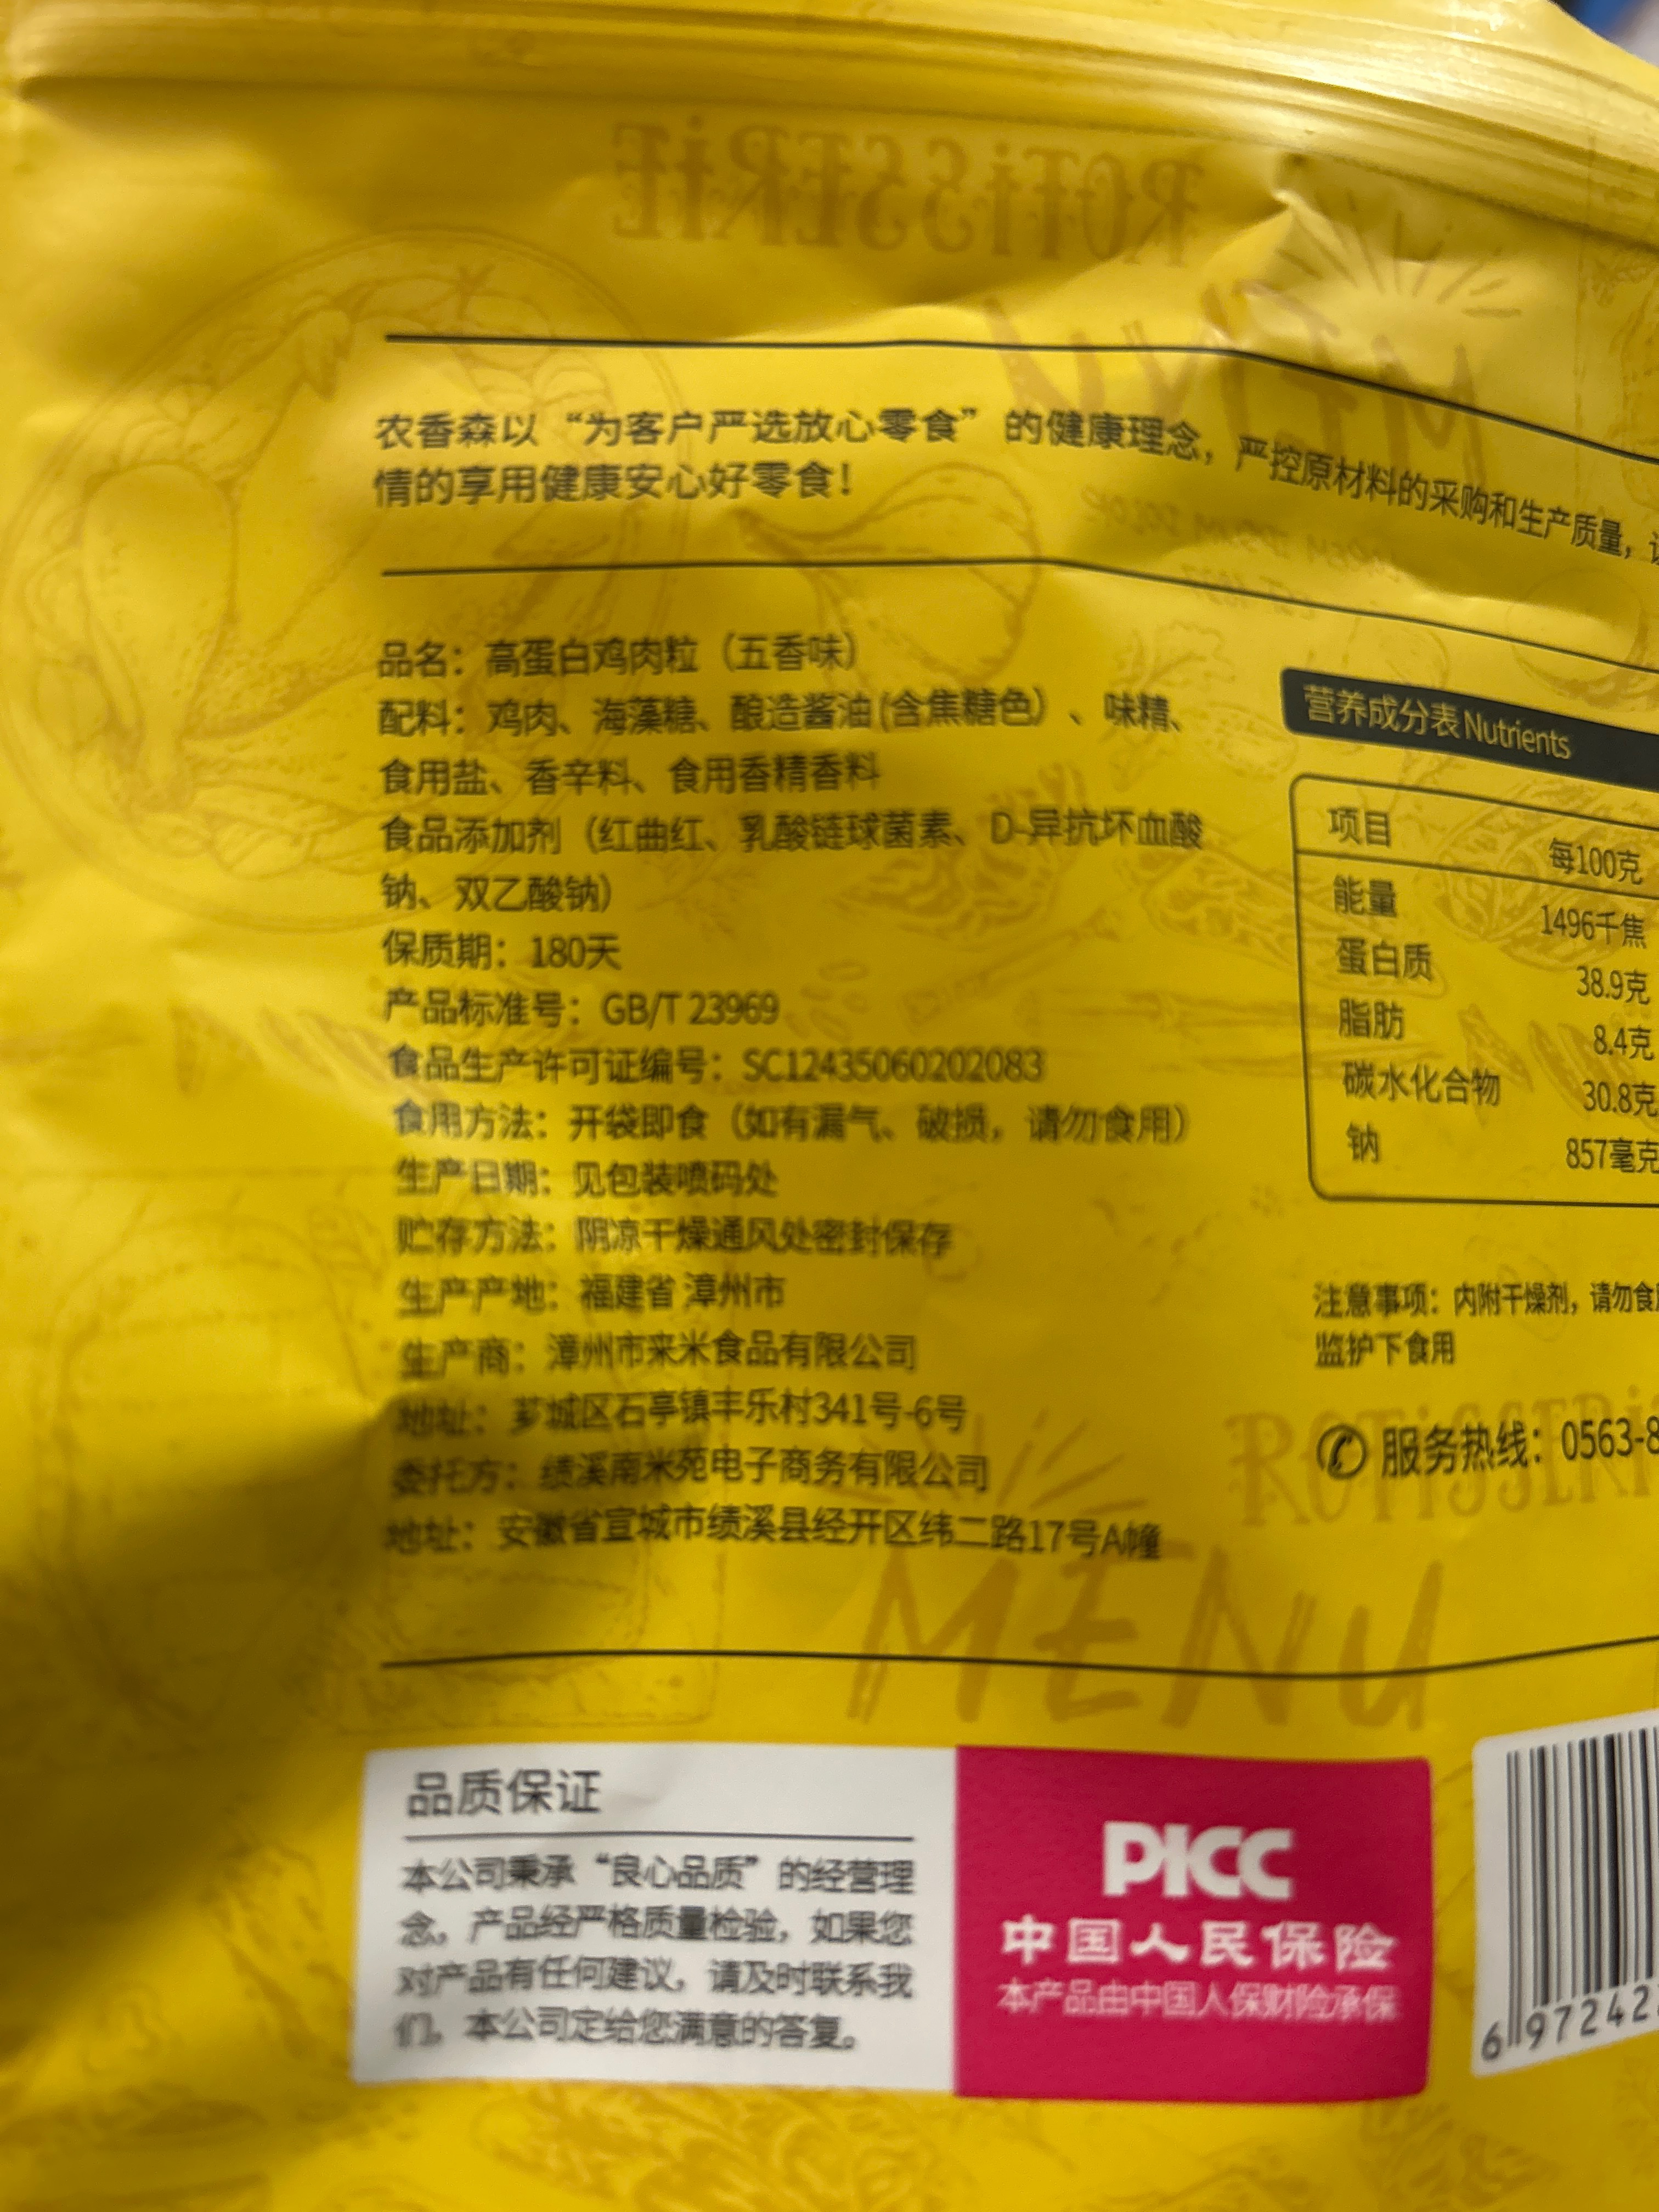 ROTiSSERiE
MENU
农香森以“为客户严选放心零食”的健康理念，严控原材料的采购和生产质量，
情的享用健康安心好零食！
品名：高蛋白鸡肉粒（五香味）
配料：鸡肉、海藻糖、酿造酱油(含焦糖色）、味精、
食用盐、香辛料、食用香精香料
食品添加剂（红曲红、乳酸链球菌素、D-异抗坏血酸
钠、双乙酸钠）
保质期：180天
产品标准号：GB/T 23969
食品生产许可证编号：SC12435060202083
食用方法：开袋即食（如有漏气、破损，请勿食用）
生产日期：见包装喷码处
贮存方法：阴凉干燥通风处密封保存
生产产地：福建省 漳州市
生产商：漳州市来米食品有限公司
地址：芗城区石亭镇丰乐村341号-6号
委托方：绩溪南米苑电子商务有限公司
地址：安徽省宣城市绩溪县经开区纬二路17号A幢
营养成分表 Nutrients
项目 每100克
能量 1496千焦
蛋白质 38.9克
脂肪 8.4克
碳水化合物 30.8克
钠 857毫克
注意事项：内附干燥剂，请勿食
监护下食用
服务热线：0563-8
ROTiSSERi
MENU
品质保证
本公司秉承“良心品质”的经营理
念，产品经严格质量检验，如果您
对产品有任何建议，请及时联系我
们，本公司定给您满意的答复。
PICC
中国人民保险
本产品由中国人保财险承保
6 97242